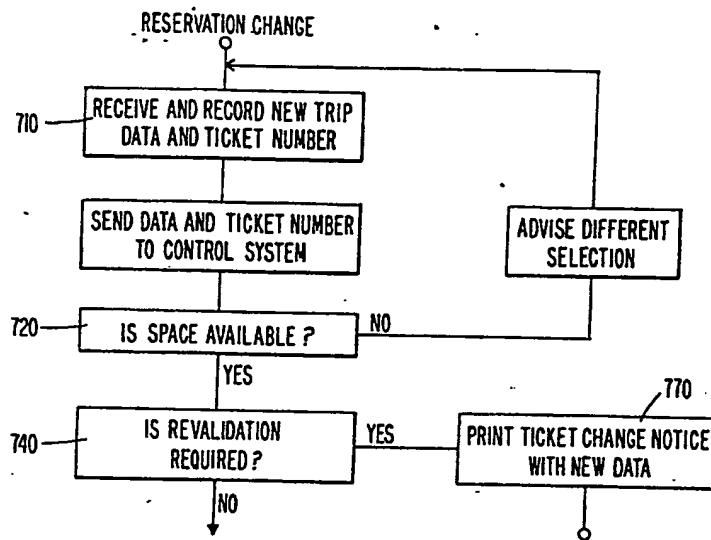 RESERVATION CHANGE
710
RECEIVE AND RECORD NEW TRIP
DATA AND TICKET NUMBER
SEND DATA AND TICKET NUMBER
TO CONTROL SYSTEM
ADVISE DIFFERENT
SELECTION
720
IS SPACE AVAILABLE?
NO
YES
770
740
IS REVALIDATION
REQUIRED?
YES
PRINT TICKET CHANGE NOTICE
WITH NEW DATA
NO